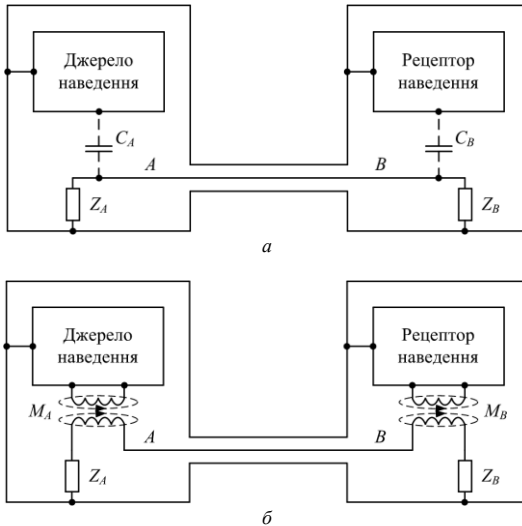 Джерело
наведення
Рецептор
наведення
C_A
C_B
A
B
Z_A
Z_B
а
Джерело
наведення
Рецептор
наведення
M_A
M_B
A
B
Z_A
Z_B
б